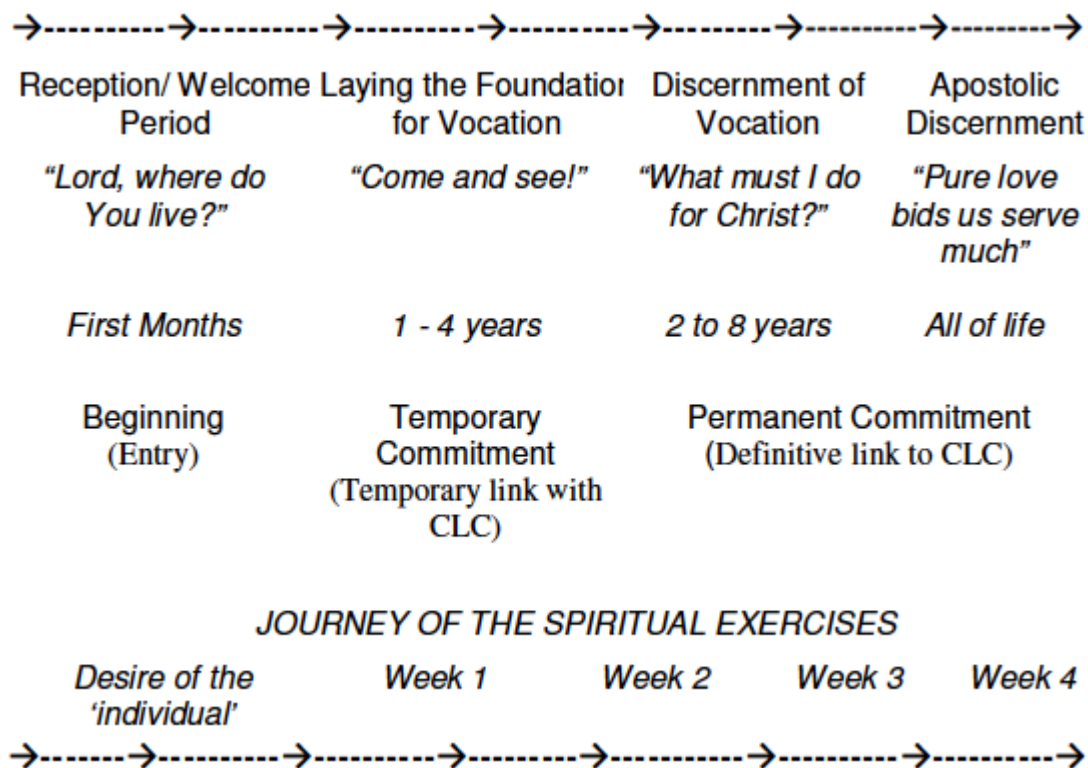 →----------→----------→----------→----------→---------→----------→---------→
Reception/ Welcome Laying the Foundation Discernment of Apostolic
Period for Vocation Vocation Discernment
“Lord, where do “Come and see!” “What must I do “Pure love
You live?” for Christ?” bids us serve
much”
First Months 1 - 4 years 2 to 8 years All of life
Beginning Temporary Permanent Commitment
(Entry) Commitment (Definitive link to CLC)
(Temporary link with
CLC)
JOURNEY OF THE SPIRITUAL EXERCISES
Desire of the Week 1 Week 2 Week 3 Week 4
‘individual’
→-------→----------→----------→---------→-----------→----------→----------→